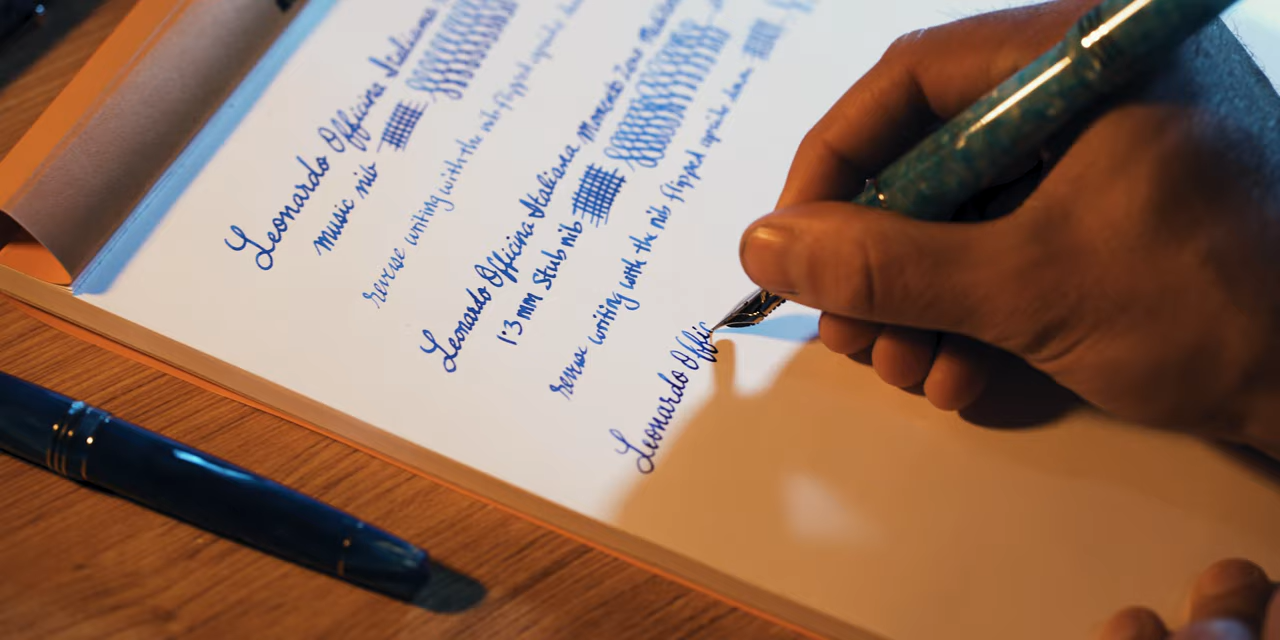 Leonardo Officina Italiana
music nib
reverse writing with the nib flipped upside down
Leonardo Officina Italiana Momento Zero
1.3 mm Stub nib
reverse writing with the nib flipped upside down
Leonardo Offic